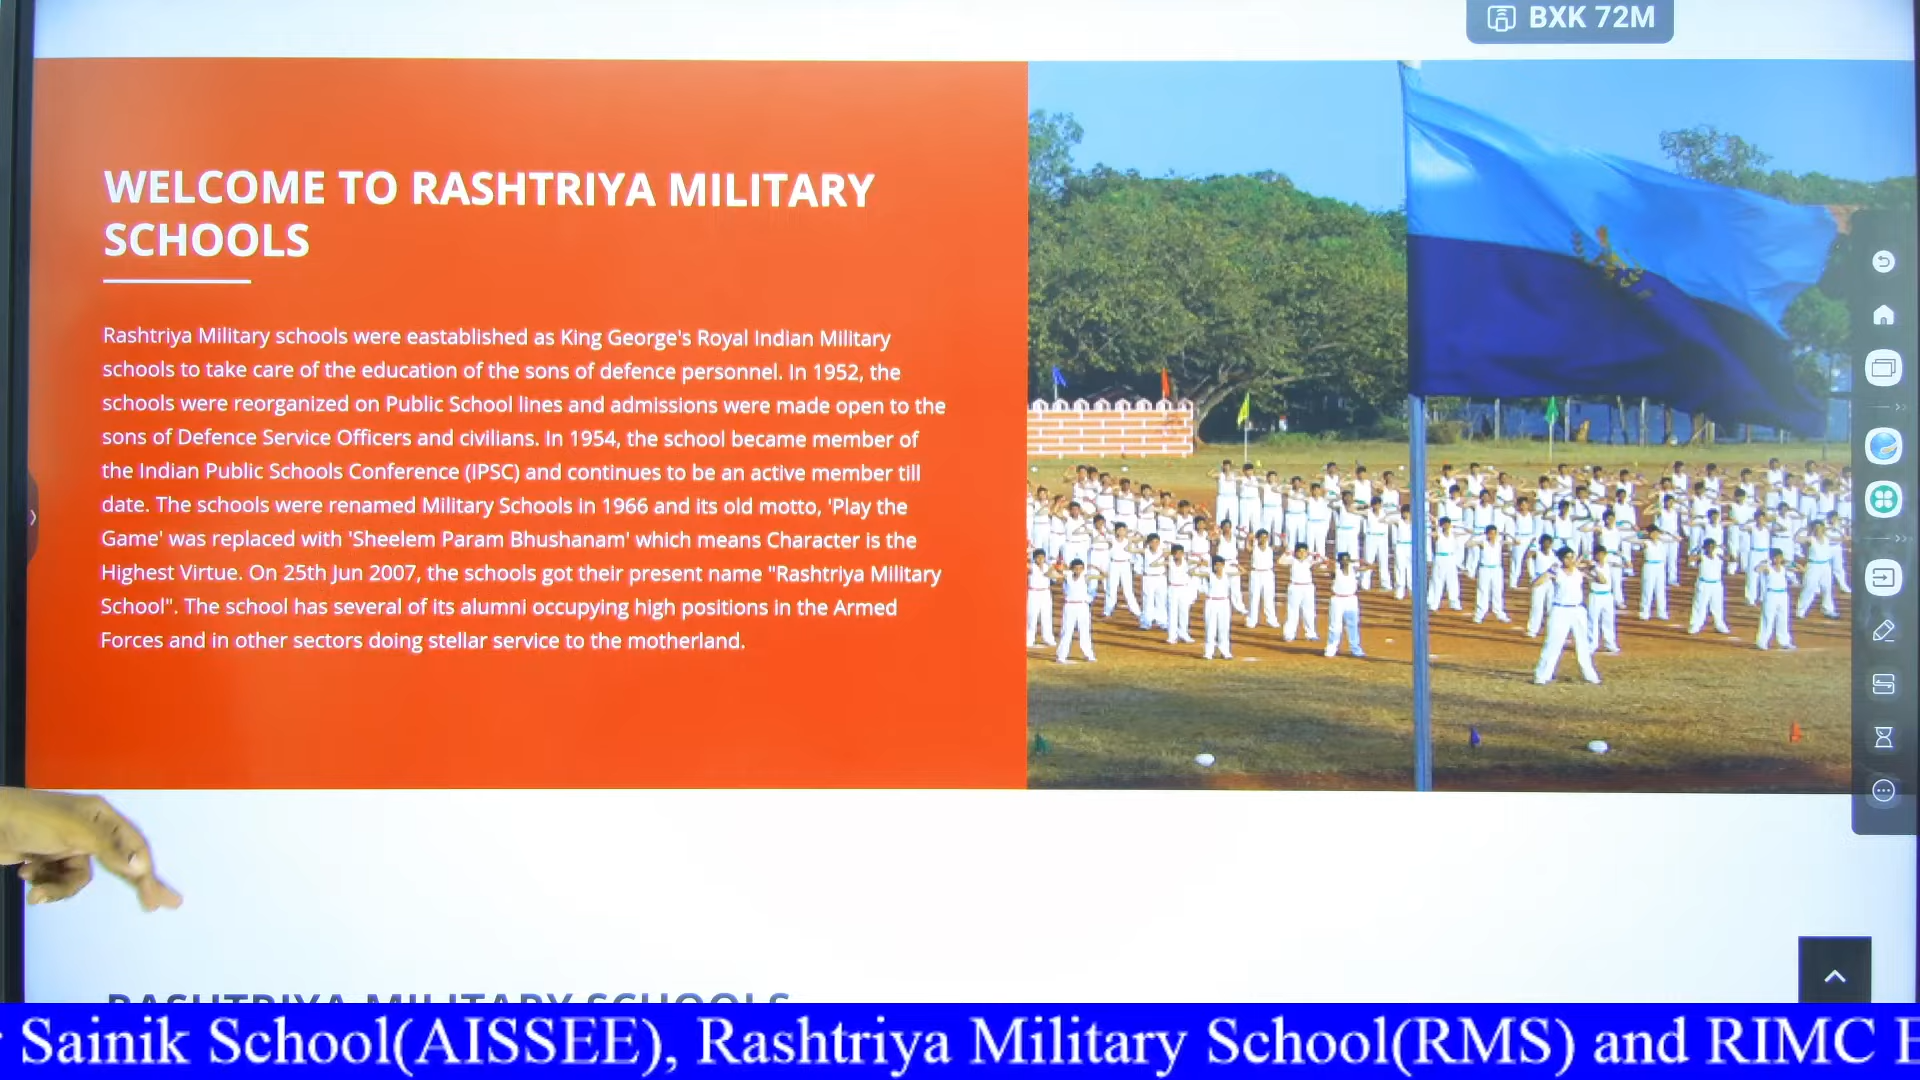 BXK 72M
WELCOME TO RASHTRIYA MILITARY
SCHOOLS
Rashtriya Military schools were eastablished as King George's Royal Indian Military
schools to take care of the education of the sons of defence personnel. In 1952, the
schools were reorganized on Public School lines and admissions were made open to the
sons of Defence Service Officers and civilians. In 1954, the school became member of
the Indian Public Schools Conference (IPSC) and continues to be an active member till
date. The schools were renamed Military Schools in 1966 and its old motto, 'Play the
Game' was replaced with 'Sheelem Param Bhushanam' which means Character is the
Highest Virtue. On 25th Jun 2007, the schools got their present name "Rashtriya Military
School". The school has several of its alumni occupying high positions in the Armed
Forces and in other sectors doing stellar service to the motherland.
RASHTRIYA MILITARY SCHOOLS
Sainik School(AISSEE), Rashtriya Military School(RMS) and RIMC